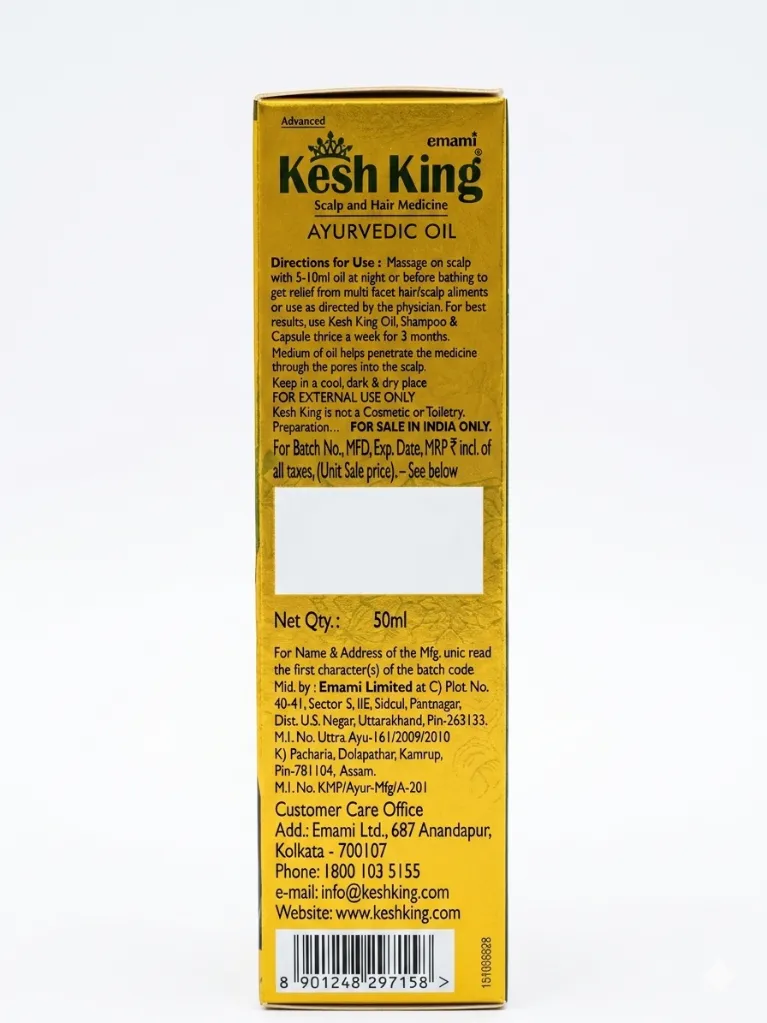 Advanced
emami
Kesh King®
Scalp and Hair Medicine
AYURVEDIC OIL
Directions for Use : Massage on scalp
with 5-10ml oil at night or before bathing to
get relief from multi facet hair/scalp aliments
or use as directed by the physician. For best
results, use Kesh King Oil, Shampoo &
Capsule thrice a week for 3 months.
Medium of oil helps penetrate the medicine
through the pores into the scalp.
Keep in a cool, dark & dry place
FOR EXTERNAL USE ONLY
Kesh King is not a Cosmetic or Toiletry.
Preparation... FOR SALE IN INDIA ONLY.
For Batch No., MFD, Exp. Date, MRP ₹ incl. of
all taxes, (Unit Sale price). – See below
Net Qty.: 50ml
For Name & Address of the Mfg. unic read
the first character(s) of the batch code
Mid. by : Emami Limited at C) Plot No.
40-41, Sector S, IIE, Sidcul, Pantnagar,
Dist. U.S. Negar, Uttarakhand, Pin-263133.
M.I. No. Uttra Ayu-161/2009/2010
K) Pacharia, Dolapathar, Kamrup,
Pin-781104, Assam.
M.I. No. KMP/Ayur-Mfg/A-201
Customer Care Office
Add.: Emami Ltd., 687 Anandapur,
Kolkata - 700107
Phone: 1800 103 5155
e-mail: info@keshking.com
Website: www.keshking.com
8 901248 297158 >